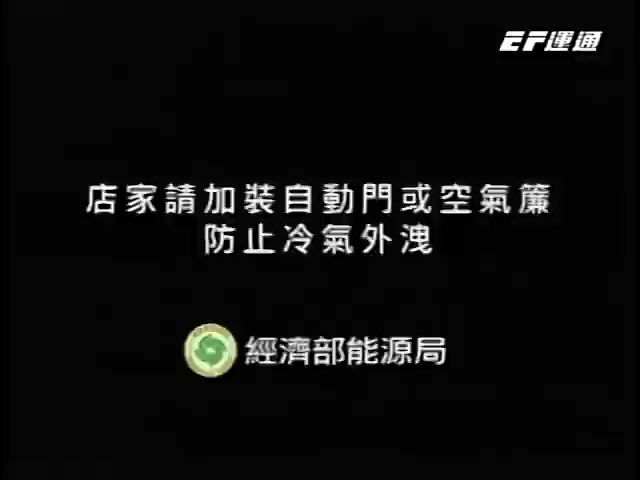 EF運通
店家請加裝自動門或空氣簾
防止冷氣外洩
經濟部能源局